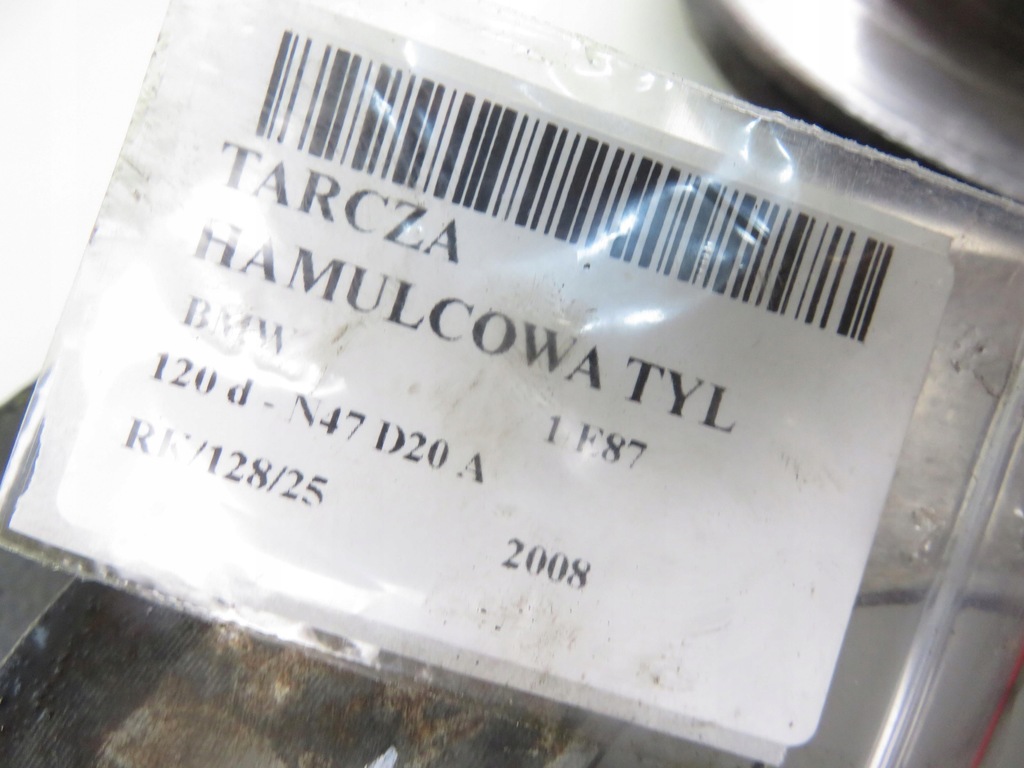 TARCZA
HAMULCOWA TYL
BMW 1 E87
120 d - N47 D20 A
RK/128/25
2008